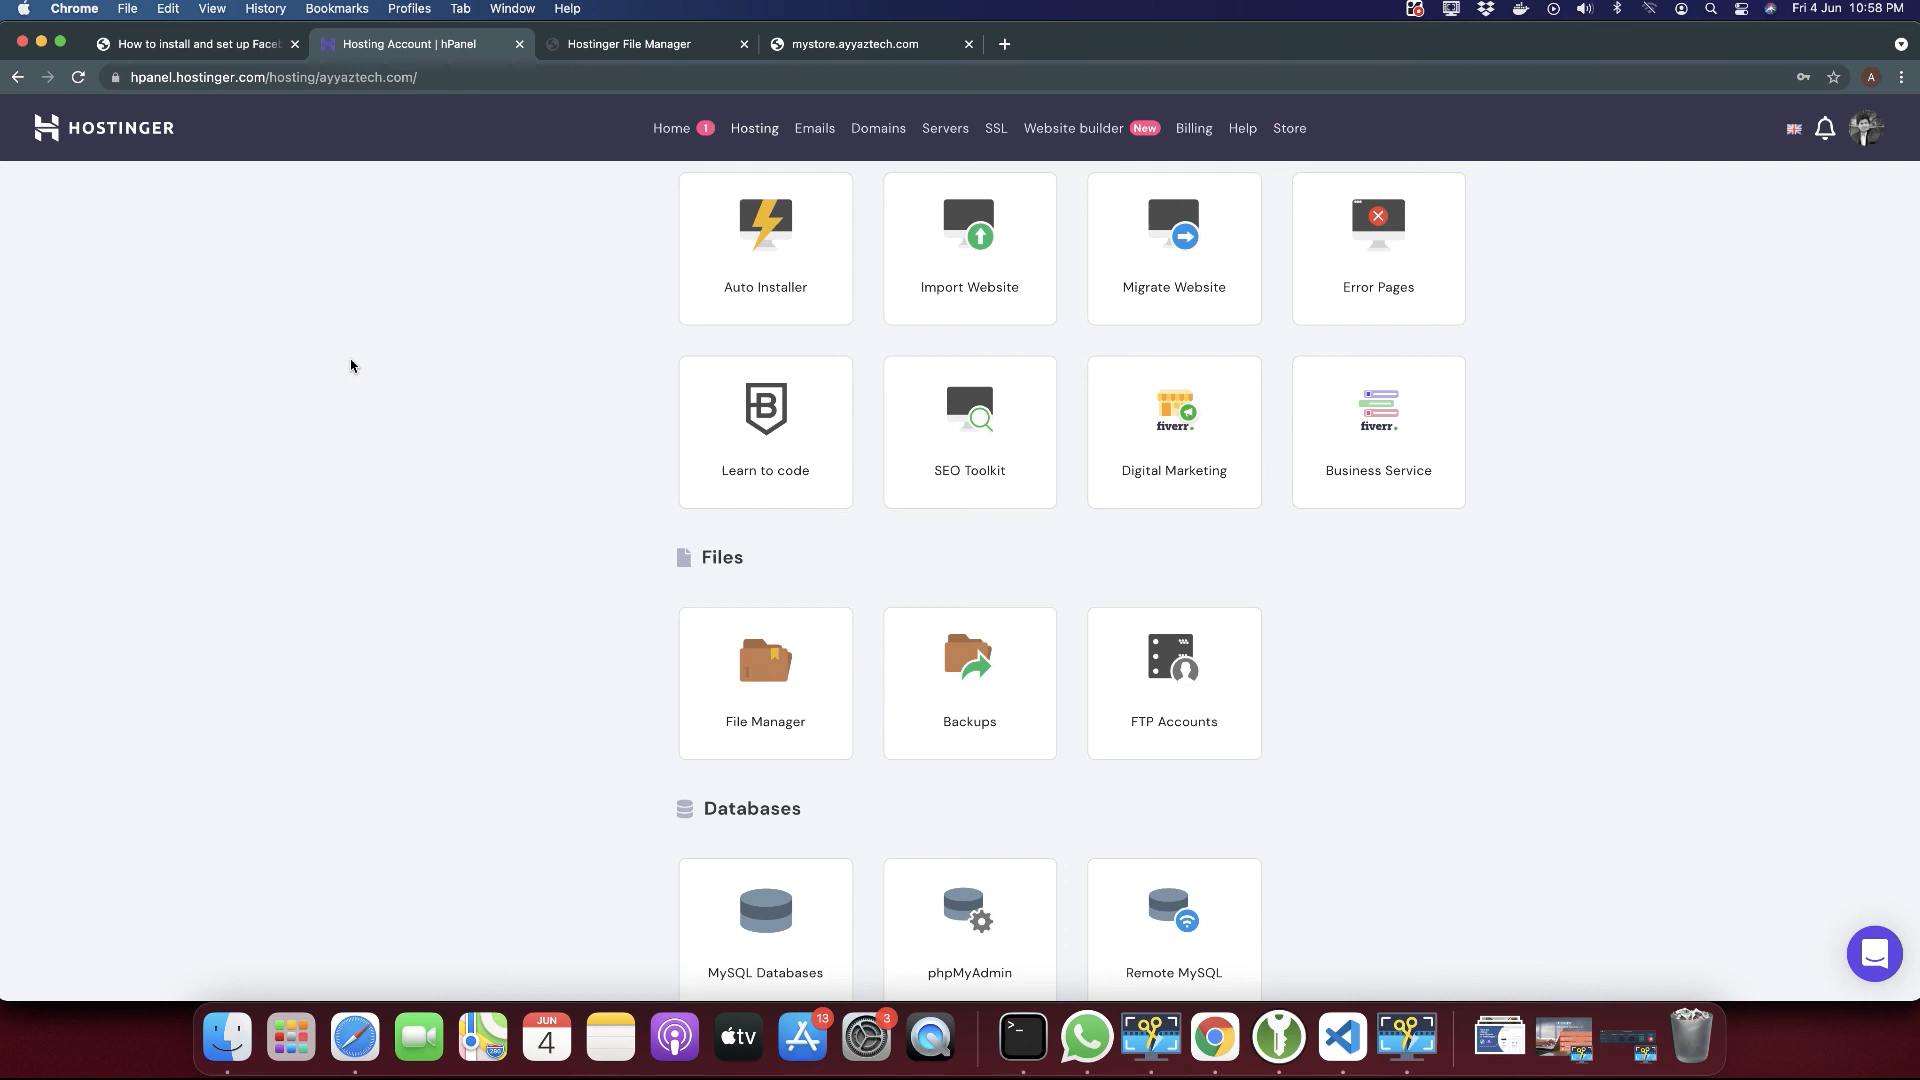 Chrome File Edit View History Bookmarks Profiles Tab Window Help
Fri 4 Jun 10:58 PM
How to install and set up Faceb
Hosting Account | hPanel
Hostinger File Manager
mystore.ayyaztech.com
hpanel.hostinger.com/hosting/ayyaztech.com/
A
HOSTINGER
Home 1 Hosting Emails Domains Servers SSL Website builder New Billing Help Store
Auto Installer Import Website Migrate Website Error Pages
fiverr. fiverr.
Learn to code SEO Toolkit Digital Marketing Business Service
Files
File Manager Backups FTP Accounts
Databases
MySQL Databases phpMyAdmin Remote MySQL
13 3
JUN
4
280
tv